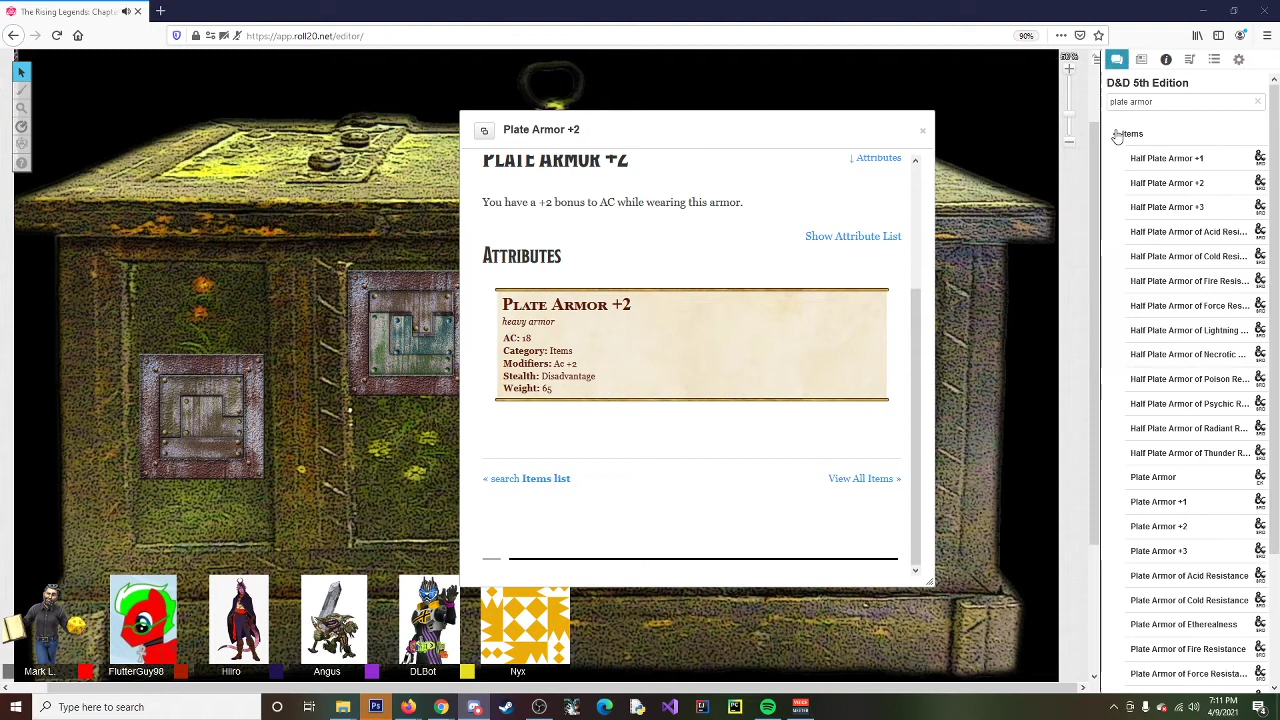 The Rising Legends: Chapt
https://app.roll20.net/editor/
90%
D&D 5th Edition
plate armor
Items
Half Plate Armor +1
Half Plate Armor +2
Half Plate Armor +3
Half Plate Armor of Acid Resi...
Half Plate Armor of Cold Resi...
Half Plate Armor of Fire Resis...
Half Plate Armor of Force Res...
Half Plate Armor of Lightning ...
Half Plate Armor of Necrotic ...
Half Plate Armor of Poison Re...
Half Plate Armor of Psychic R...
Half Plate Armor of Radiant R...
Half Plate Armor of Thunder R...
Plate Armor
Plate Armor +1
Plate Armor +2
Plate Armor +3
Plate Armor of Acid Resistance
Plate Armor of Cold Resistance
Plate Armor of Etherealness
Plate Armor of Fire Resistance
Plate Armor of Force Resista...
Plate Armor +2
PLATE ARMOR +2
↓ Attributes
You have a +2 bonus to AC while wearing this armor.
Show Attribute List
ATTRIBUTES
PLATE ARMOR +2
heavy armor
AC: 18
Category: Items
Modifiers: Ac +2
Stealth: Disadvantage
Weight: 65
« search Items list
View All Items »
Mark L.
FlutterGuy98
Hiiro
Angus
DLBot
Nyx
Type here to search
7:11 PM
4/9/2021